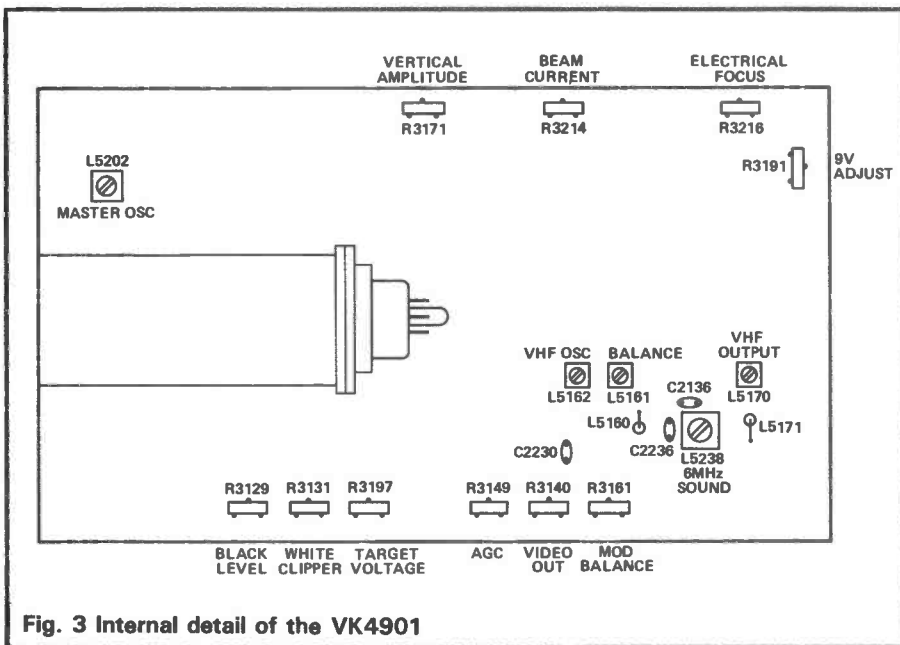 VERTICAL
AMPLITUDE
R3171
BEAM
CURRENT
R3214
ELECTRICAL
FOCUS
R3216
R3191
9V
ADJUST
L5202
MASTER OSC
VHF OSC
L5162
BALANCE
L5161
VHF
OUTPUT
L5170
C2136
L5160
C2236
L5238
6MHz
SOUND
L5171
C2230
R3129
R3131
R3197
R3149
R3140
R3161
BLACK
LEVEL
WHITE
CLIPPER
TARGET
VOLTAGE
AGC
VIDEO
OUT
MOD
BALANCE
Fig. 3 Internal detail of the VK4901